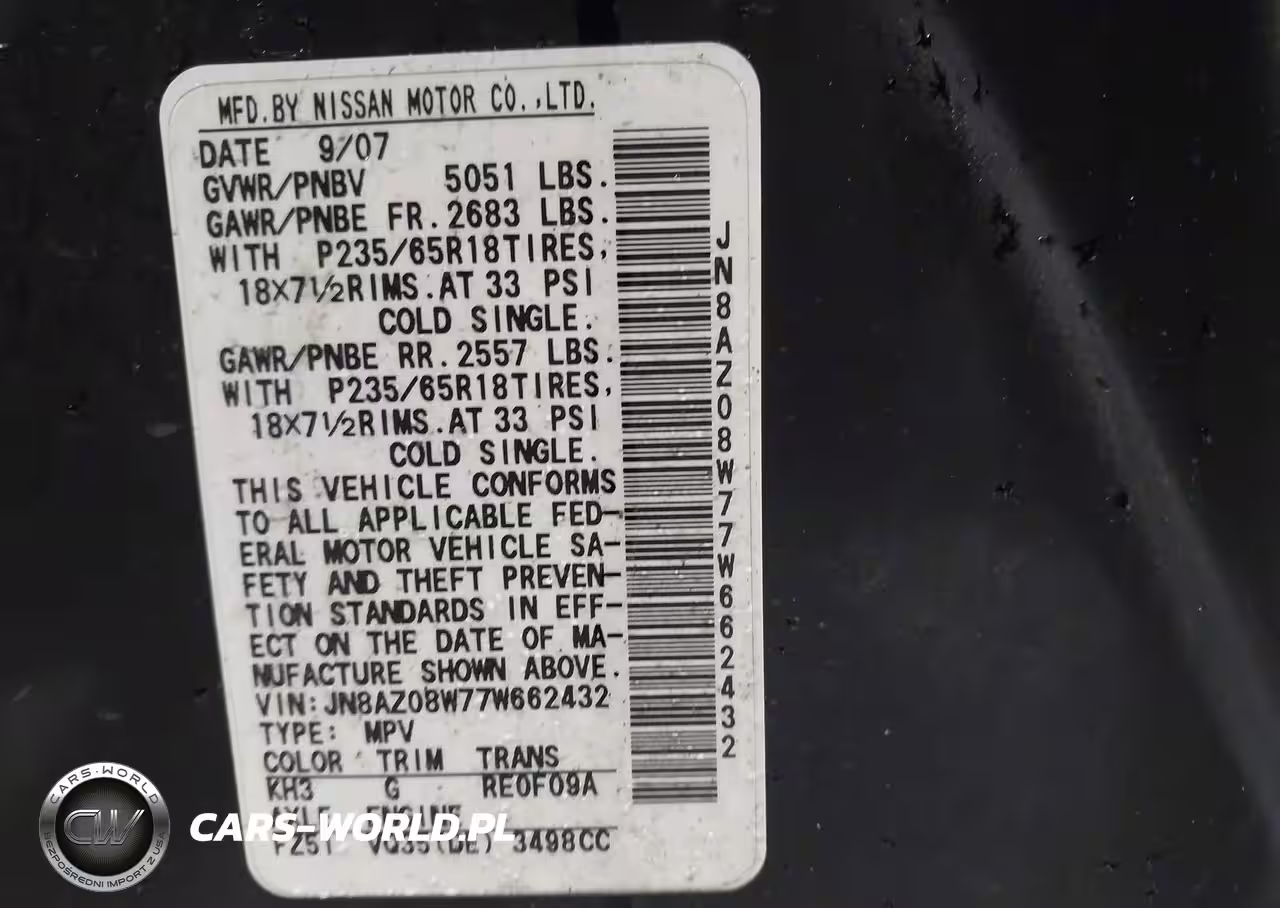 MFD.BY NISSAN MOTOR CO.,LTD.
DATE 9/07
GVWR/PNBV 5051 LBS.
GAWR/PNBE FR.2683 LBS.
WITH P235/65R18TIRES,
18X7½RIMS.AT 33 PSI
COLD SINGLE.
GAWR/PNBE RR.2557 LBS.
WITH P235/65R18TIRES,
18X7½RIMS.AT 33 PSI
COLD SINGLE.
THIS VEHICLE CONFORMS
TO ALL APPLICABLE FED-
ERAL MOTOR VEHICLE SA-
FETY AND THEFT PREVEN-
TION STANDARDS IN EFF-
ECT ON THE DATE OF MA-
NUFACTURE SHOWN ABOVE.
VIN:JN8AZ08W77W662432
TYPE: MPV
COLOR TRIM TRANS
KH3 G RE0F09A
AXLE ENGINE
FZ51 VQ35(DE) 3498CC
JN8AZ08W77W662432
CARS-WORLD
CW
BEZPOŚREDNI IMPORT Z USA
CARS-WORLD.PL